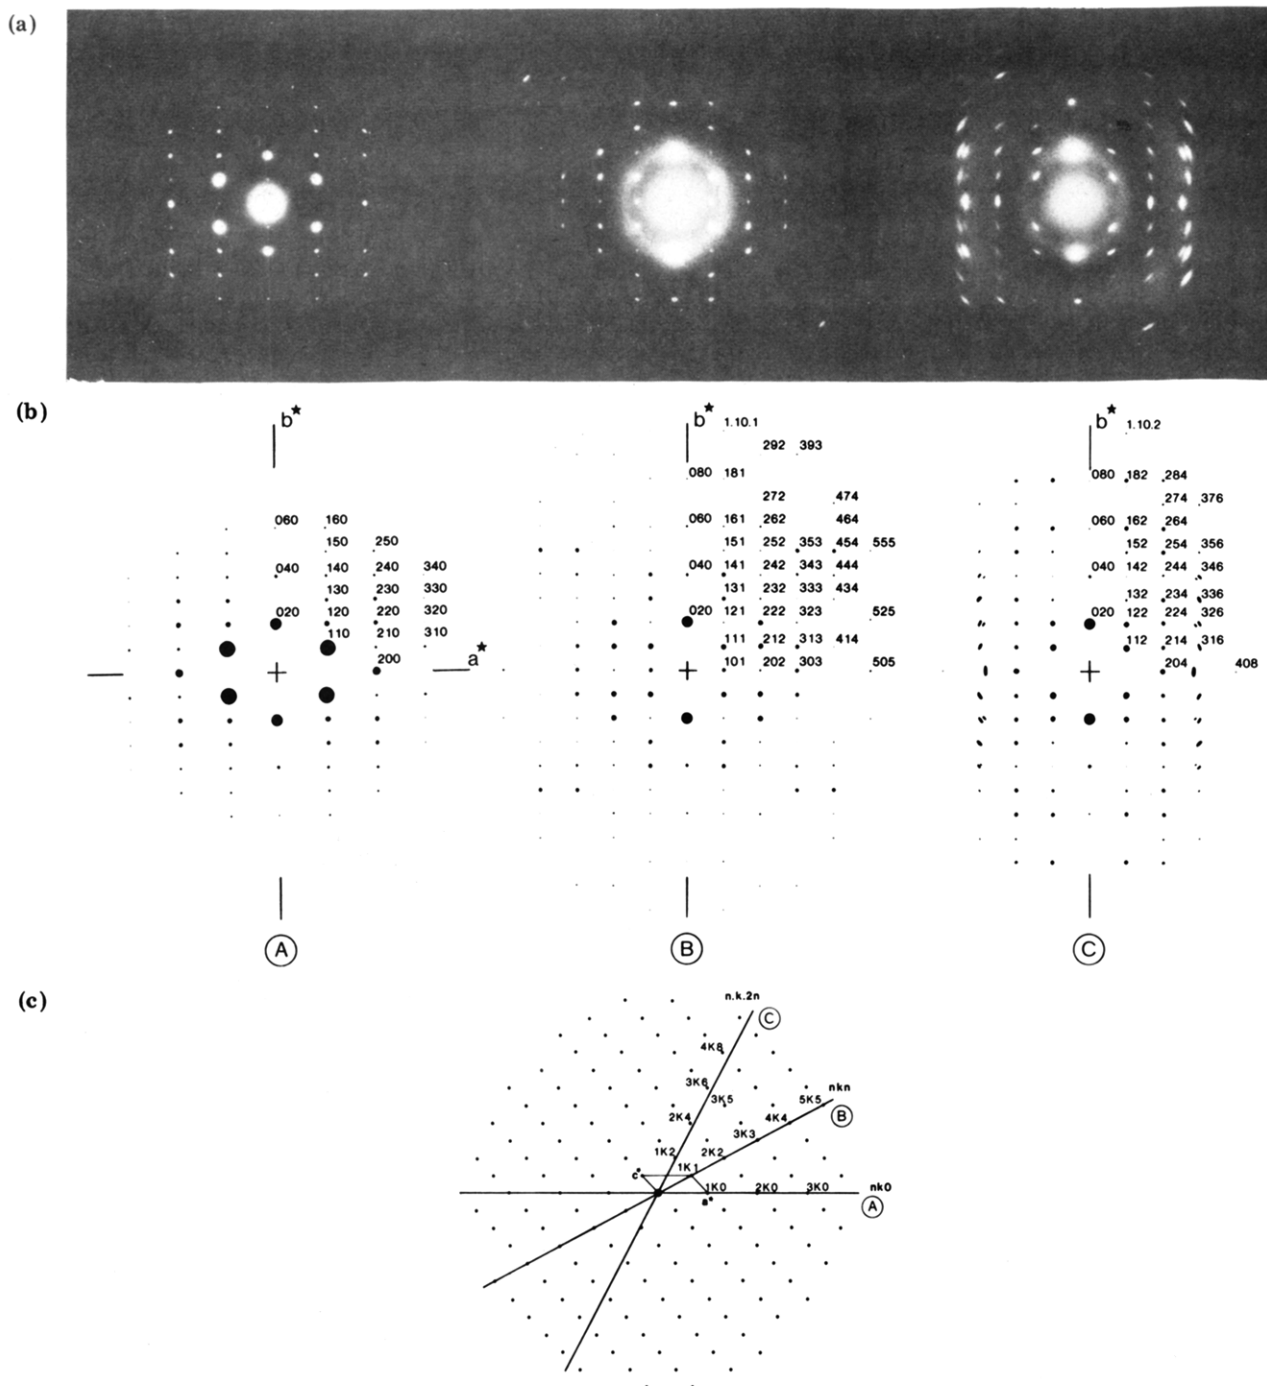 (a)
(b)
b★
060 160
150 250
040 140 240 340
130 230 330
020 120 220 320
110 210 310
200 a★
A
b★ 1.10.1
292 393
080 181
272 474
060 161 262 464
151 252 353 454 555
040 141 242 343 444
131 232 333 434
020 121 222 323 525
111 212 313 414
101 202 303 505
B
b★ 1.10.2
080 182 284
274 376
060 162 264
152 254 356
040 142 244 346
132 234 336
020 122 224 326
112 214 316
204 408
C
(c)
n.k.2n
C
4K8
3K6
3K5
2K4
1K2
nkn
B
5K5
4K4
3K3
2K2
1K1
c*
1K0 2K0 3K0 nk0
a*
A